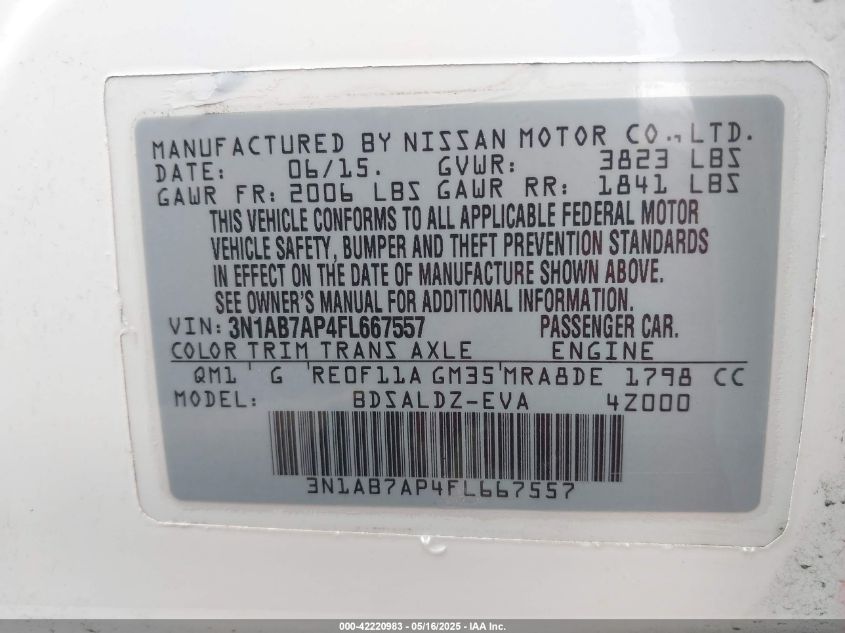 MANUFACTURED BY NISSAN MOTOR CO., LTD.
DATE: 06/15. GVWR: 3823 LBS
GAWR FR: 2006 LBS GAWR RR: 1841 LBS
THIS VEHICLE CONFORMS TO ALL APPLICABLE FEDERAL MOTOR
VEHICLE SAFETY, BUMPER AND THEFT PREVENTION STANDARDS
IN EFFECT ON THE DATE OF MANUFACTURE SHOWN ABOVE.
SEE OWNER'S MANUAL FOR ADDITIONAL INFORMATION.
VIN: 3N1AB7AP4FL667557 PASSENGER CAR.
COLOR TRIM TRANS AXLE ENGINE
QM1 G RE0F11A GM35 MRA8DE 1798 CC
MODEL: BDSALDZ-EVA 4Z000
3N1AB7AP4FL667557
000-42220983 - 05/16/2025 - IAA Inc.